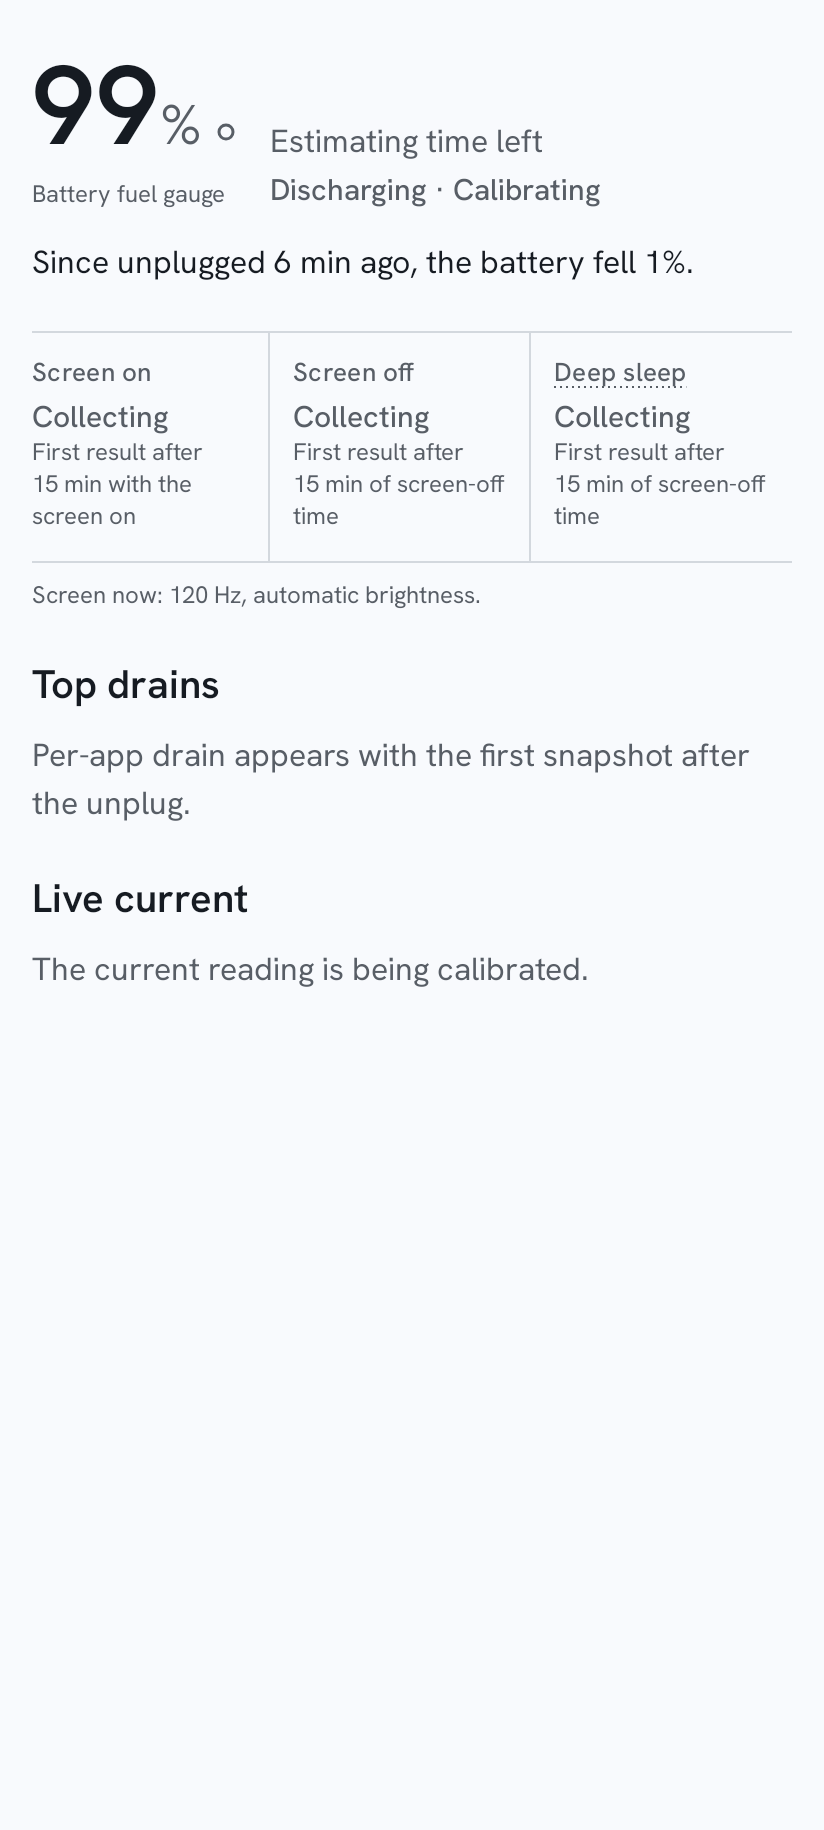 99%
Estimating time left
Battery fuel gauge
Discharging · Calibrating
Since unplugged 6 min ago, the battery fell 1%.
Screen on
Collecting
First result after
15 min with the
screen on
Screen off
Collecting
First result after
15 min of screen-off
time
Deep sleep
Collecting
First result after
15 min of screen-off
time
Screen now: 120 Hz, automatic brightness.
Top drains
Per-app drain appears with the first snapshot after
the unplug.
Live current
The current reading is being calibrated.